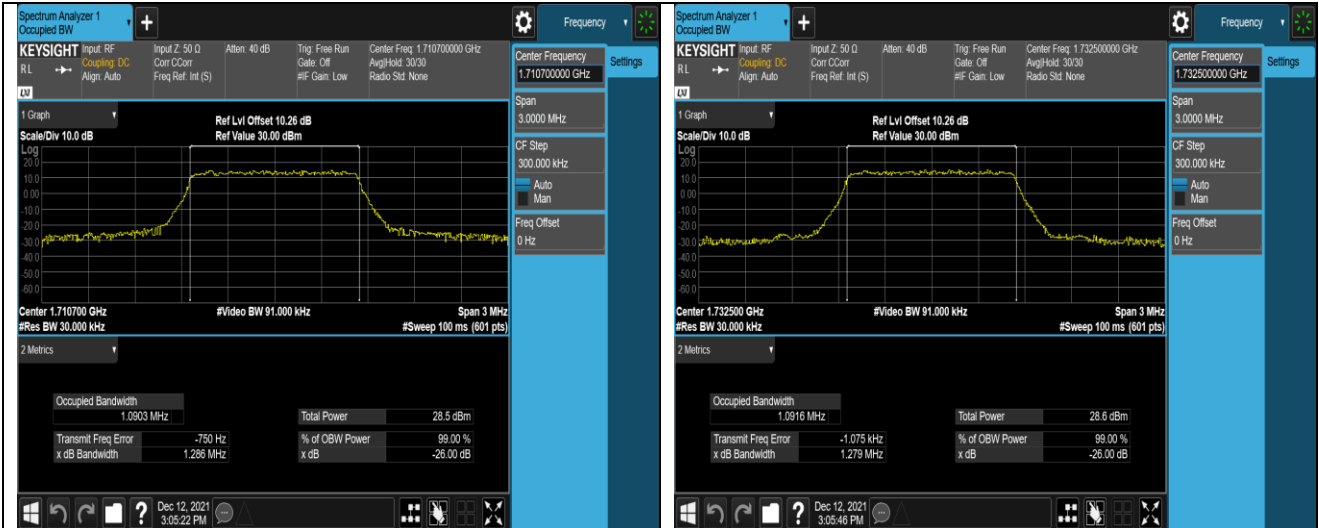 Spectrum Analyzer 1
Occupied BW
+
Frequency
KEYSIGHT
RL
LXI
Input: RF
Coupling: DC
Align: Auto
Input Z: 50 Ω
Corr CCorr
Freq Ref: Int (S)
Atten: 40 dB
Trig: Free Run
Gate: Off
#IF Gain: Low
Center Freq: 1.710700000 GHz
Avg|Hold: 30/30
Radio Std: None
Center Frequency
1.710700000 GHz
Settings
Span
3.0000 MHz
CF Step
300.000 kHz
Auto
Man
Freq Offset
0 Hz
1 Graph
Scale/Div 10.0 dB
Ref Lvl Offset 10.26 dB
Ref Value 30.00 dBm
Log
20.0
10.0
0.00
-10.0
-20.0
-30.0
-40.0
-50.0
-60.0
Center 1.710700 GHz
#Video BW 91.000 kHz
Span 3 MHz
#Res BW 30.000 kHz
#Sweep 100 ms (601 pts)
2 Metrics
Occupied Bandwidth
1.0903 MHz
Total Power 28.5 dBm
Transmit Freq Error -750 Hz
% of OBW Power 99.00 %
x dB Bandwidth 1.286 MHz
x dB -26.00 dB
?
Dec 12, 2021
3:05:22 PM
Spectrum Analyzer 1
Occupied BW
+
Frequency
KEYSIGHT
RL
LXI
Input: RF
Coupling: DC
Align: Auto
Input Z: 50 Ω
Corr CCorr
Freq Ref: Int (S)
Atten: 40 dB
Trig: Free Run
Gate: Off
#IF Gain: Low
Center Freq: 1.732500000 GHz
Avg|Hold: 30/30
Radio Std: None
Center Frequency
1.732500000 GHz
Settings
Span
3.0000 MHz
CF Step
300.000 kHz
Auto
Man
Freq Offset
0 Hz
1 Graph
Scale/Div 10.0 dB
Ref Lvl Offset 10.26 dB
Ref Value 30.00 dBm
Log
20.0
10.0
0.00
-10.0
-20.0
-30.0
-40.0
-50.0
-60.0
Center 1.732500 GHz
#Video BW 91.000 kHz
Span 3 MHz
#Res BW 30.000 kHz
#Sweep 100 ms (601 pts)
2 Metrics
Occupied Bandwidth
1.0916 MHz
Total Power 28.6 dBm
Transmit Freq Error -1.075 kHz
% of OBW Power 99.00 %
x dB Bandwidth 1.279 MHz
x dB -26.00 dB
?
Dec 12, 2021
3:05:46 PM